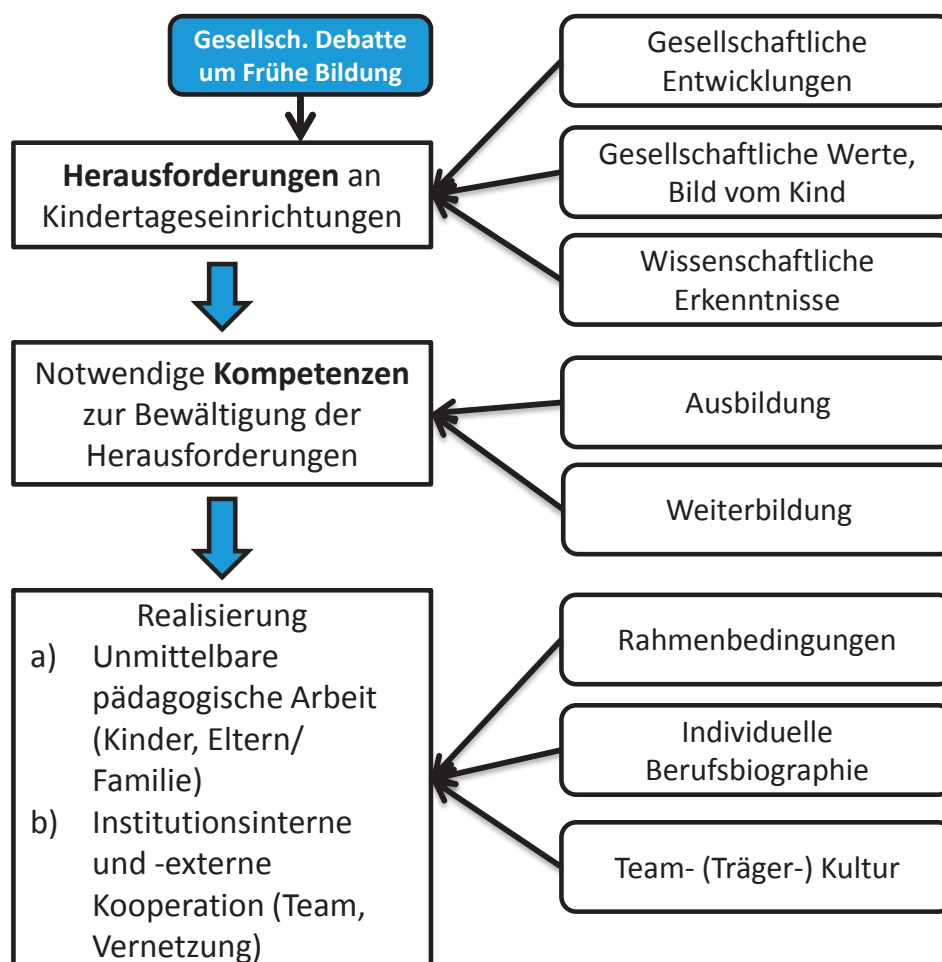 Gesellsch. Debatte
um Frühe Bildung
Herausforderungen an
Kindertageseinrichtungen
Gesellschaftliche
Entwicklungen
Gesellschaftliche Werte,
Bild vom Kind
Wissenschaftliche
Erkenntnisse
Notwendige Kompetenzen
zur Bewältigung der
Herausforderungen
Ausbildung
Weiterbildung
Realisierung
a) Unmittelbare
pädagogische Arbeit
(Kinder, Eltern/
Familie)
b) Institutionsinterne
und -externe
Kooperation (Team,
Vernetzung)
Rahmenbedingungen
Individuelle
Berufsbiographie
Team- (Träger-) Kultur